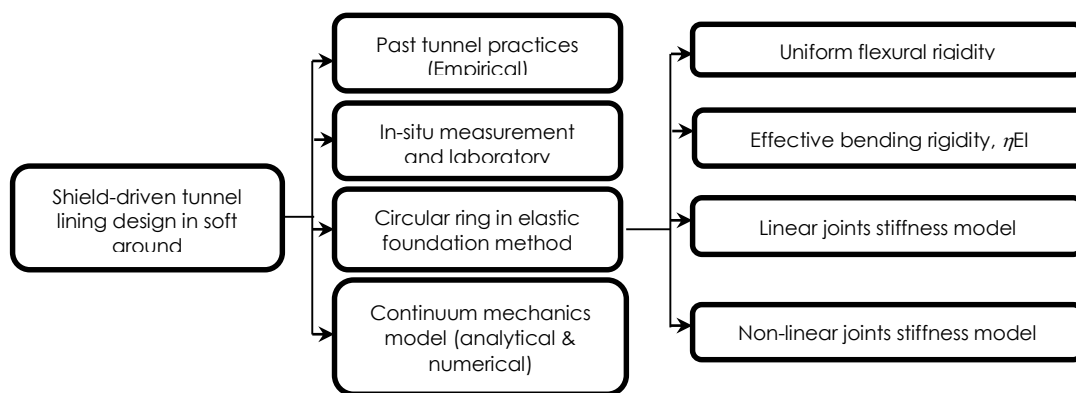 Shield-driven tunnel
lining design in soft
ground
Past tunnel practices
(Empirical)
In-situ measurement
and laboratory
Circular ring in elastic
foundation method
Continuum mechanics
model (analytical &
numerical)
Uniform flexural rigidity
Effective bending rigidity, ηEI
Linear joints stiffness model
Non-linear joints stiffness model